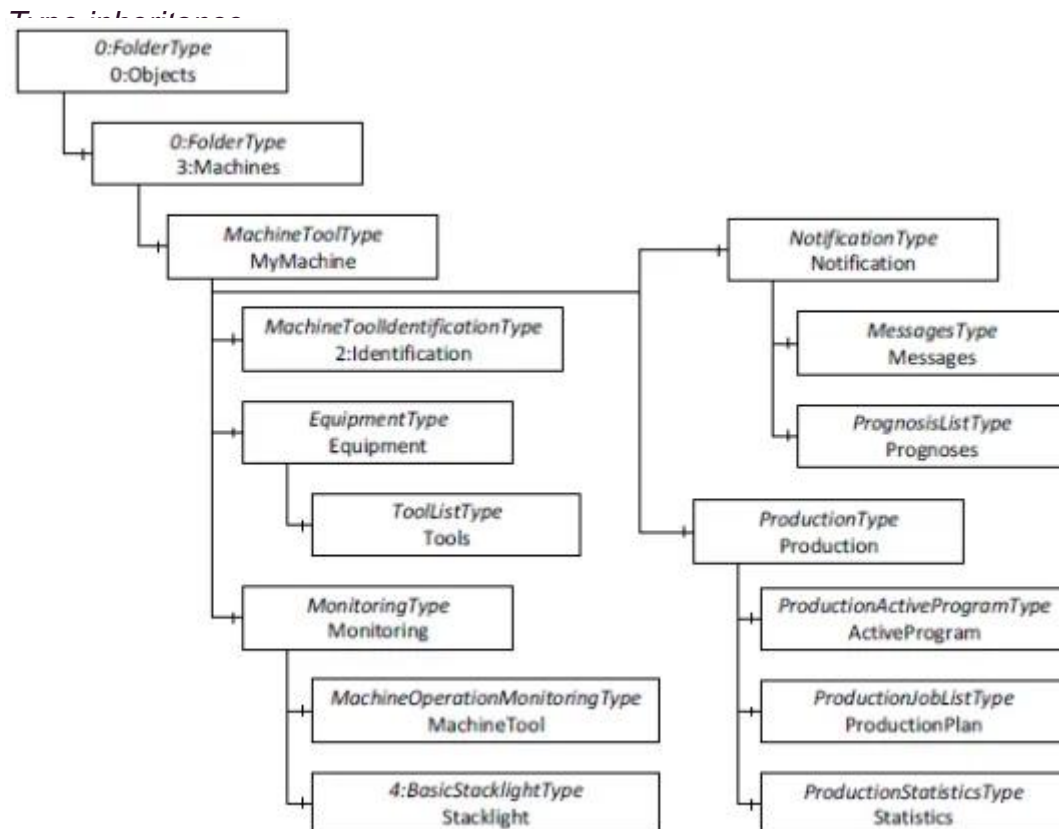 Type inheritance
0:FolderType
0:Objects
0:FolderType
3:Machines
MachineToolType
MyMachine
MachineToolIdentificationType
2:Identification
EquipmentType
Equipment
ToolListType
Tools
MonitoringType
Monitoring
MachineOperationMonitoringType
MachineTool
4:BasicStacklightType
Stacklight
NotificationType
Notification
MessagesType
Messages
PrognosisListType
Prognoses
ProductionType
Production
ProductionActiveProgramType
ActiveProgram
ProductionJobListType
ProductionPlan
ProductionStatisticsType
Statistics